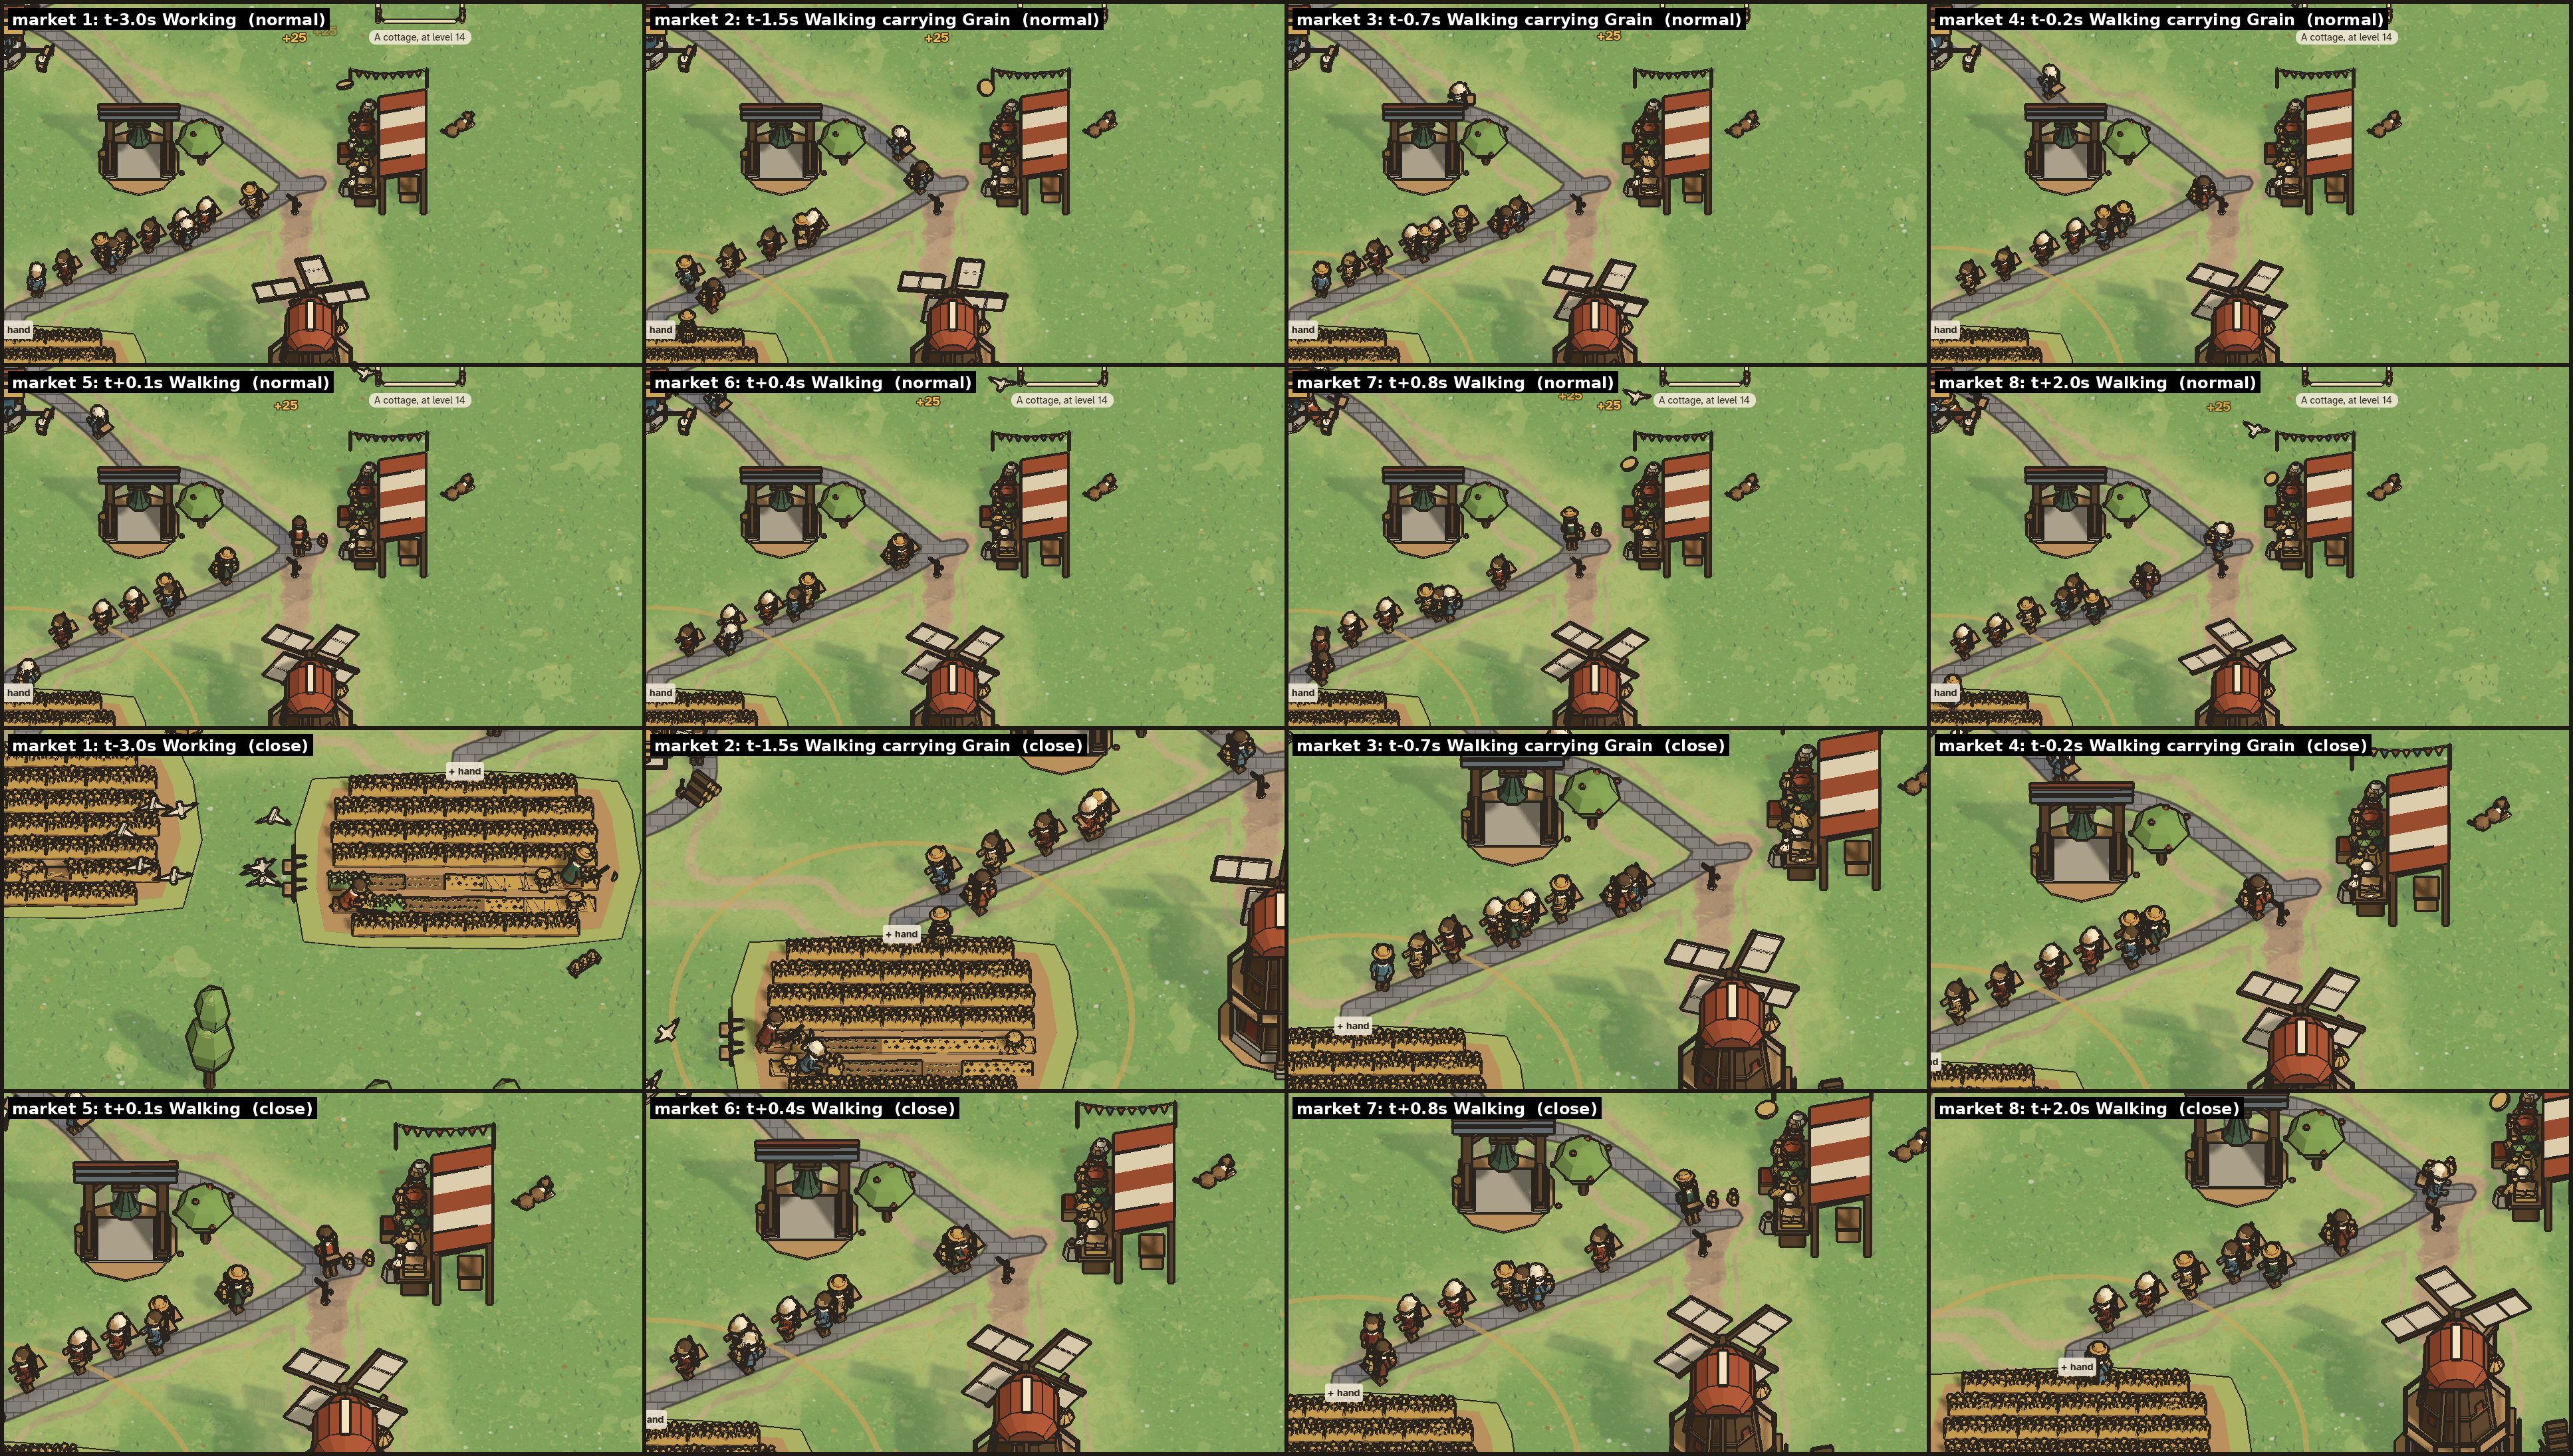 market 1: t-3.0s Working (normal)
+25
+25
A cottage, at level 14
hand
market 2: t-1.5s Walking carrying Grain (normal)
+25
hand
market 3: t-0.7s Walking carrying Grain (normal)
+25
hand
market 4: t-0.2s Walking carrying Grain (normal)
A cottage, at level 14
hand
market 5: t+0.1s Walking (normal)
+25
A cottage, at level 14
hand
market 6: t+0.4s Walking (normal)
+25
A cottage, at level 14
hand
market 7: t+0.8s Walking (normal)
+25
+25
A cottage, at level 14
hand
market 8: t+2.0s Walking (normal)
+25
A cottage, at level 14
hand
market 1: t-3.0s Working (close)
+ hand
market 2: t-1.5s Walking carrying Grain (close)
+ hand
market 3: t-0.7s Walking carrying Grain (close)
+ hand
market 4: t-0.2s Walking carrying Grain (close)
market 5: t+0.1s Walking (close)
market 6: t+0.4s Walking (close)
and
market 7: t+0.8s Walking (close)
+ hand
market 8: t+2.0s Walking (close)
+ hand